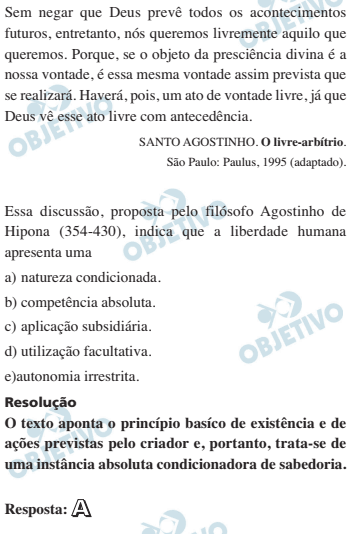 Sem negar que Deus prevê todos os acontecimentos
futuros, entretanto, nós queremos livremente aquilo que
queremos. Porque, se o objeto da presciência divina é a
nossa vontade, é essa mesma vontade assim prevista que
se realizará. Haverá, pois, um ato de vontade livre, já que
Deus vê esse ato livre com antecedência.
SANTO AGOSTINHO. O livre-arbítrio.
São Paulo: Paulus, 1995 (adaptado).
Essa discussão, proposta pelo filósofo Agostinho de
Hipona (354-430), indica que a liberdade humana
apresenta uma
a) natureza condicionada.
b) competência absoluta.
c) aplicação subsidiária.
d) utilização facultativa.
e)autonomia irrestrita.
Resolução
O texto aponta o princípio basíco de existência e de
ações previstas pelo criador e, portanto, trata-se de
uma instância absoluta condicionadora de sabedoria.
Resposta: A
OBJETIVO
OBJETIVO
OBJETIVO
OBJETIVO
OBJETIVO